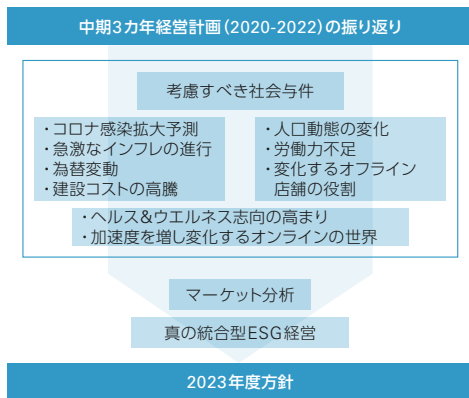 中期3カ年経営計画(2020-2022)の振り返り
考慮すべき社会与件
・コロナ感染拡大予測
・急激なインフレの進行
・為替変動
・建設コストの高騰
・人口動態の変化
・労働力不足
・変化するオフライン
店舗の役割
・ヘルス&ウエルネス志向の高まり
・加速度を増し変化するオンラインの世界
マーケット分析
真の統合型ESG経営
2023年度方針